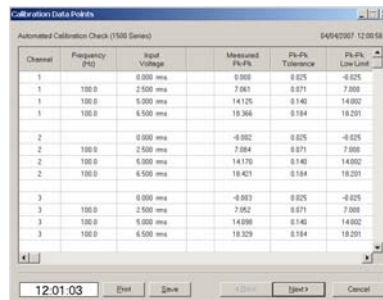 Calibration Data Points
Automated Calibration Check (1500 Series) 04/04/2007 12:00:58
Channel Frequency (Hz) Input Voltage Measured Pk-Pk Pk-Pk Tolerance Pk-Pk Low Limit
1 0.000 rms 0.000 0.025 -0.025
1 100.0 2.500 rms 7.061 0.071 7.000
1 100.0 5.000 rms 14.125 0.140 14.002
1 100.0 6.500 rms 18.366 0.184 18.201
2 0.000 rms -0.002 0.025 -0.025
2 100.0 2.500 rms 7.084 0.071 7.000
2 100.0 5.000 rms 14.170 0.140 14.002
2 100.0 6.500 rms 18.421 0.184 18.201
3 0.000 rms -0.003 0.025 -0.025
3 100.0 2.500 rms 7.052 0.071 7.000
3 100.0 5.000 rms 14.098 0.140 14.002
3 100.0 6.500 rms 18.329 0.184 18.201
12:01:03 Print Save Next > Cancel